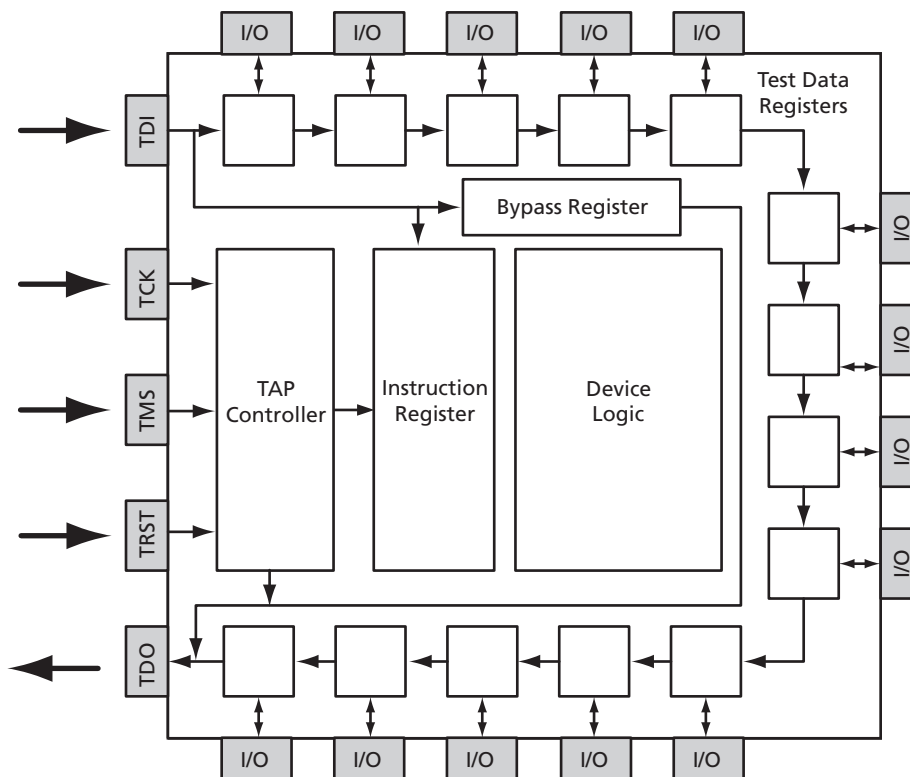 I/O I/O I/O I/O I/O
Test Data
Registers
TDI
Bypass Register
I/O
TCK
I/O
TAP
Controller
Instruction
Register
Device
Logic
TMS
I/O
TRST
I/O
TDO
I/O I/O I/O I/O I/O